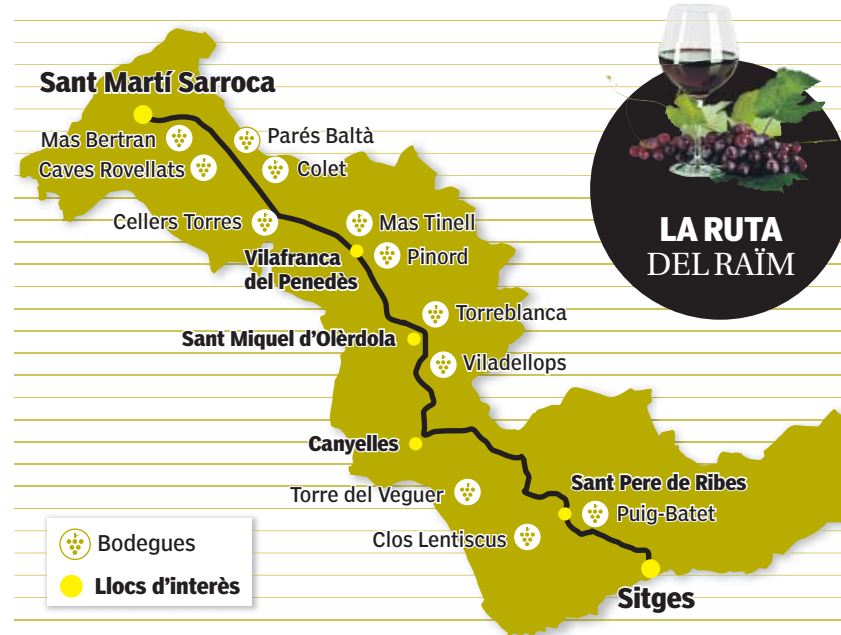 Sant Martí Sarroca
Mas Bertran
Parés Baltà
Caves Rovellats
Colet
Cellers Torres
Mas Tinell
Vilafranca
del Penedès
Pinord
LA RUTA
DEL RAÏM
Torreblanca
Sant Miquel d'Olèrdola
Viladellops
Canyelles
Sant Pere de Ribes
Torre del Veguer
Puig-Batet
Clos Lentiscus
Bodegues
Llocs d'interès
Sitges